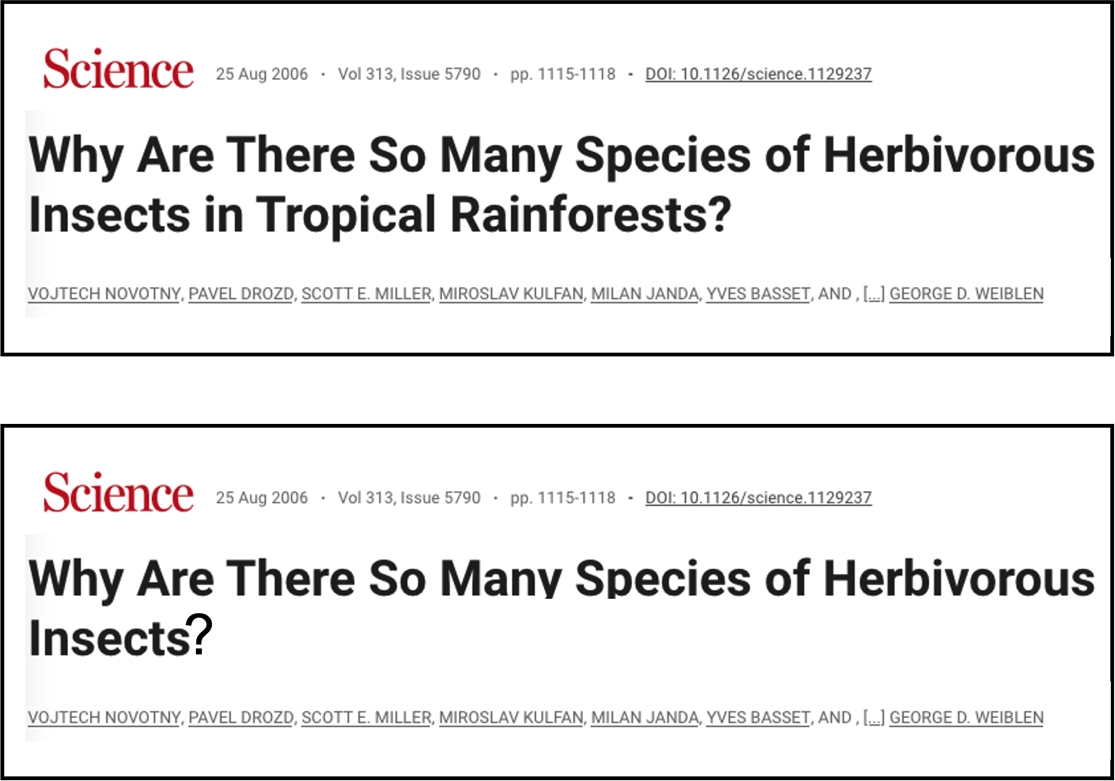 Science 25 Aug 2006 · Vol 313, Issue 5790 · pp. 1115-1118 · DOI: 10.1126/science.1129237
Why Are There So Many Species of Herbivorous
Insects in Tropical Rainforests?
VOJTECH NOVOTNY, PAVEL DROZD, SCOTT E. MILLER, MIROSLAV KULFAN, MILAN JANDA, YVES BASSET, AND , [...] GEORGE D. WEIBLEN
Science 25 Aug 2006 · Vol 313, Issue 5790 · pp. 1115-1118 · DOI: 10.1126/science.1129237
Why Are There So Many Species of Herbivorous
Insects?
VOJTECH NOVOTNY, PAVEL DROZD, SCOTT E. MILLER, MIROSLAV KULFAN, MILAN JANDA, YVES BASSET, AND , [...] GEORGE D. WEIBLEN